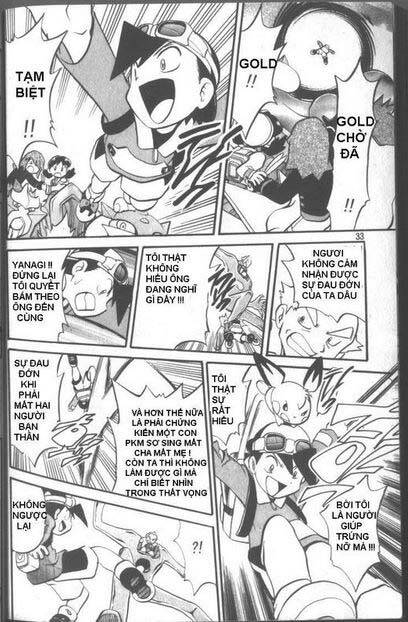 TẠM
BIỆT
!!
GOLD
!!
GOLD
CHỜ
ĐÃ
33
YANAGI !!
ĐỪNG LẠI
TÔI QUYẾT
BÁM THEO
ÔNG ĐẾN
CÙNG
TÔI THẬT
KHÔNG
HIỂU ÔNG
ĐANG NGHĨ
GÌ ĐÂY !!!
NGƯƠI
KHÔNG CẢM
NHẬN ĐƯỢC
SỰ ĐAU ĐỚN
CỦA TA DÂU
SỰ ĐAU
ĐỚN
KHI
PHẢI
MẤT HAI
NGƯỜI
BẠN
THÂN
VÀ HƠN THẾ NỮA
LÀ PHẢI CHỨNG
KIẾN MỘT CON
PKM SƠ SING MẤT
CHA MẤT MẸ !
CÒN TA THÌ KHÔNG
LÀM ĐƯỢC GÌ MÀ
CHỈ BIẾT NHÌN
TRONG THẤT VỌNG
TÔI
THẬT
SỰ
RẤT
HIỂU
BỞI TÔI
LÀ NGƯỜI
GIÚP
TRỨNG
NỞ MÀ !!!
KHÔNG
NGƯỢC
LẠI
?!